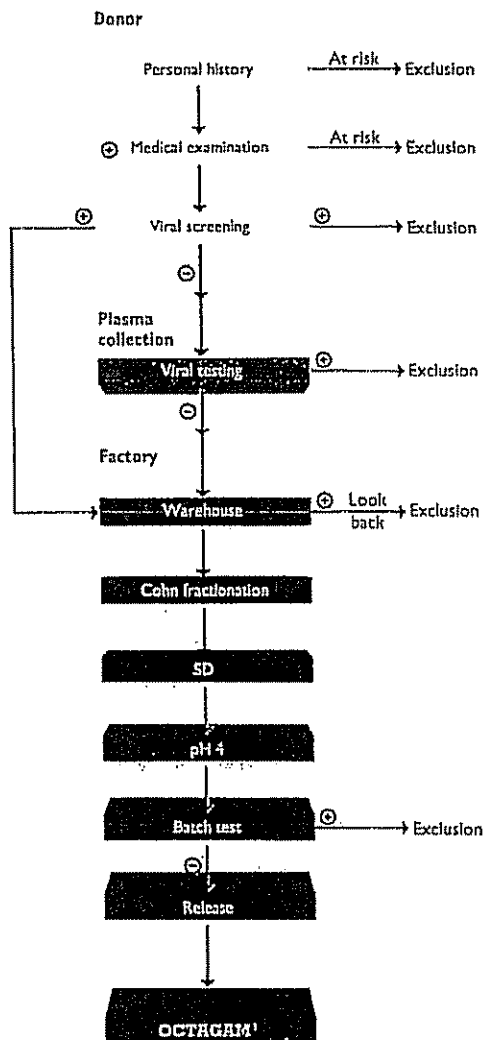 Donor
Personal history At risk Exclusion
⊕ Medical examination At risk Exclusion
⊕ Viral screening ⊕ Exclusion
⊖
Plasma
collection
Viral testing ⊕ Exclusion
⊖
Factory
Warehouse ⊕ Look back Exclusion
Cohn fractionation
SD
pH 4
Batch test ⊕ Exclusion
⊖
Release
OCTAGAM¹